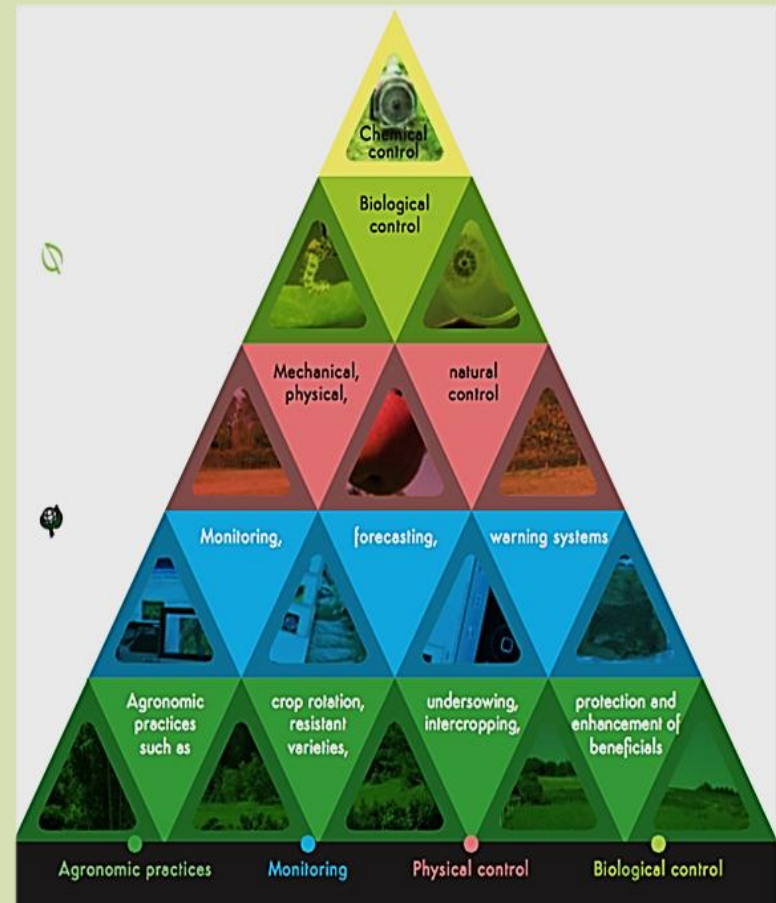 Chemical
control
Biological
control
Mechanical,
physical,
natural
control
Monitoring,
forecasting,
warning systems
Agronomic
practices
such as
crop rotation,
resistant
varieties,
undersowing,
intercropping,
protection and
enhancement of
beneficials
Agronomic practices
Monitoring
Physical control
Biological control